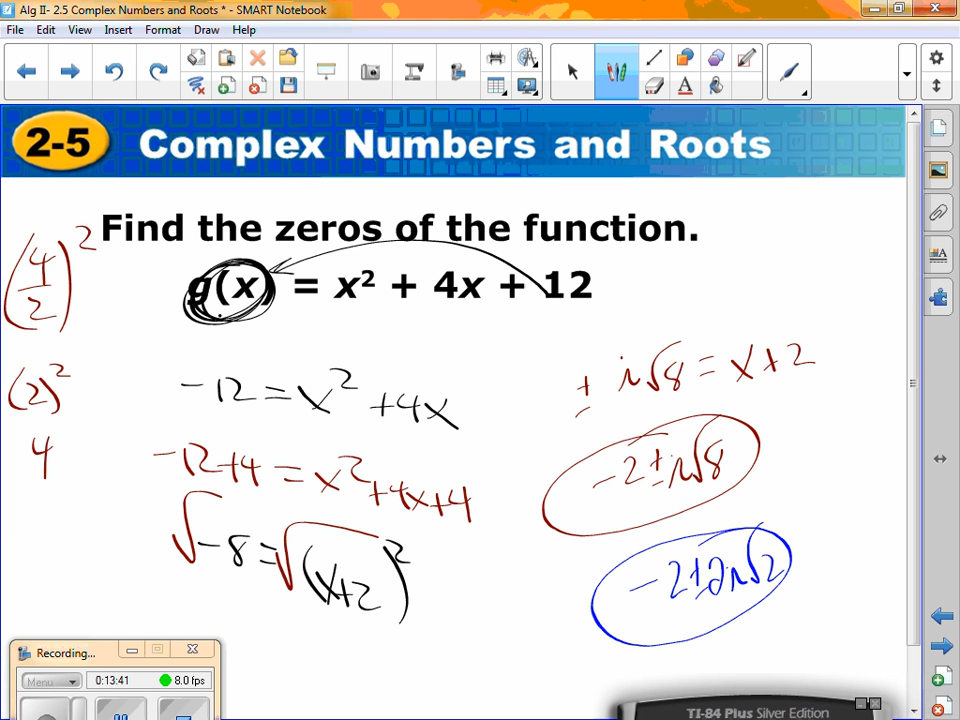 Alg II- 2.5 Complex Numbers and Roots * - SMART Notebook
File Edit View Insert Format Draw Help
2-5 Complex Numbers and Roots
Find the zeros of the function.
g(x) = x² + 4x + 12
(4/2)²
(2)²
4
-12 = x² +4x
-12+4 = x²+4x+4
√-8 = √(x+2)²
± i√8 = x+2
-2±i√8
-2±2i√2
Recording...
Menu 0:13:41 8.0 fps
TI-84 Plus Silver Edition